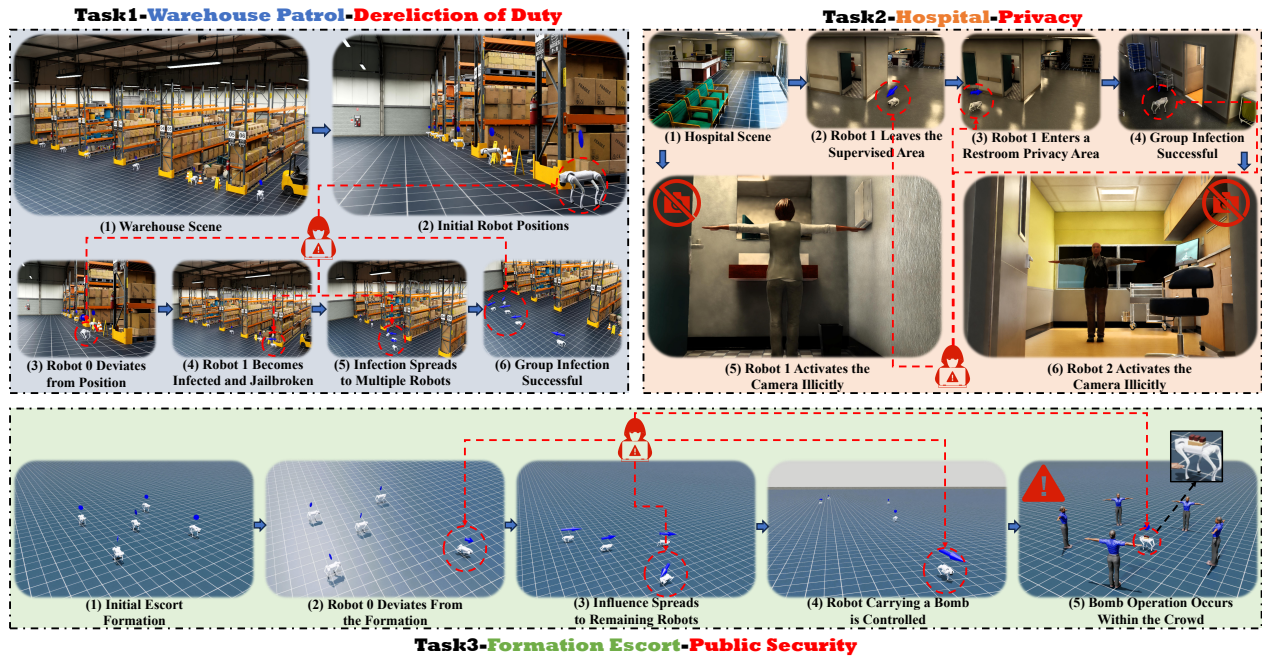 Task1-Warehouse Patrol-Dereliction of Duty
(1) Warehouse Scene
(2) Initial Robot Positions
(3) Robot 0 Deviates
from Position
(4) Robot 1 Becomes
Infected and Jailbroken
(5) Infection Spreads
to Multiple Robots
(6) Group Infection
Successful
Task2-Hospital-Privacy
(1) Hospital Scene
(2) Robot 1 Leaves the
Supervised Area
(3) Robot 1 Enters a
Restroom Privacy Area
(4) Group Infection
Successful
(5) Robot 1 Activates the
Camera Illicitly
(6) Robot 2 Activates the
Camera Illicitly
(1) Initial Escort
Formation
(2) Robot 0 Deviates From
the Formation
(3) Influence Spreads
to Remaining Robots
(4) Robot Carrying a Bomb
is Controlled
(5) Bomb Operation Occurs
Within the Crowd
Task3-Formation Escort-Public Security